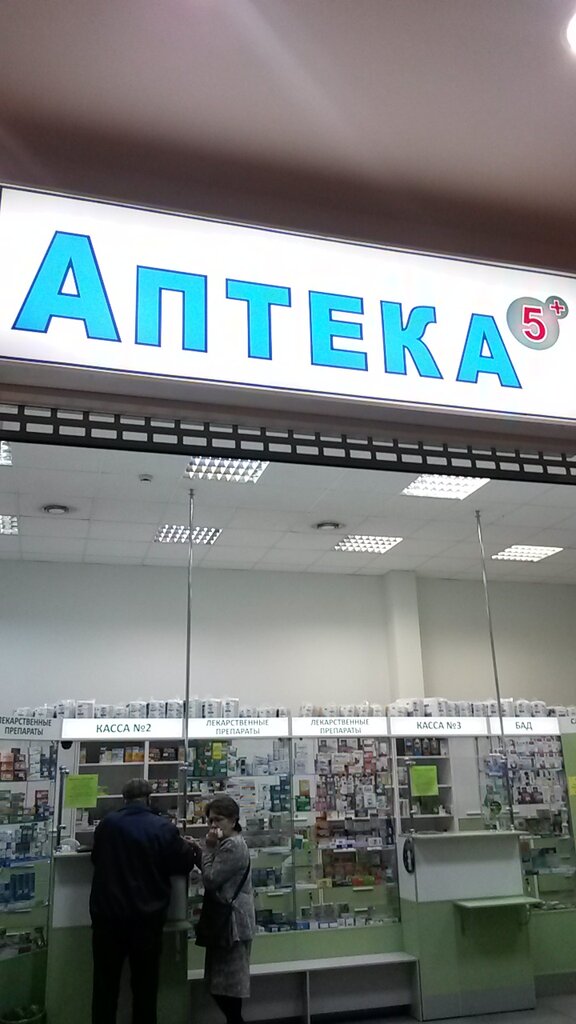 АПТЕКА 5+
ЛЕКАРСТВЕННЫЕ
ПРЕПАРАТЫ
КАССА №2
ЛЕКАРСТВЕННЫЕ
ПРЕПАРАТЫ
ЛЕКАРСТВЕННЫЕ
ПРЕПАРАТЫ
КАССА №3
БАД